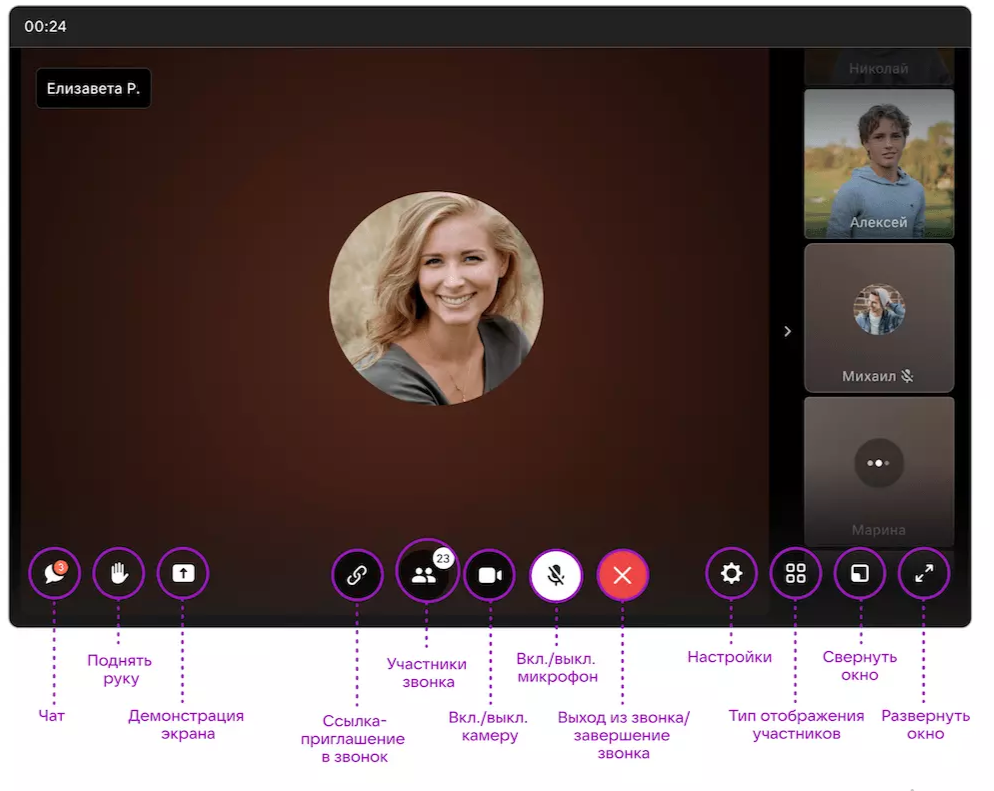 00:24
Елизавета Р.
Николай
Алексей
Михаил
Марина
3
23
Чат
Поднять
руку
Демонстрация
экрана
Ссылка-
приглашение
в звонок
Участники
звонка
Вкл./выкл.
камеру
Вкл./выкл.
микрофон
Выход из звонка/
завершение
звонка
Настройки
Тип отображения
участников
Свернуть
окно
Развернуть
окно